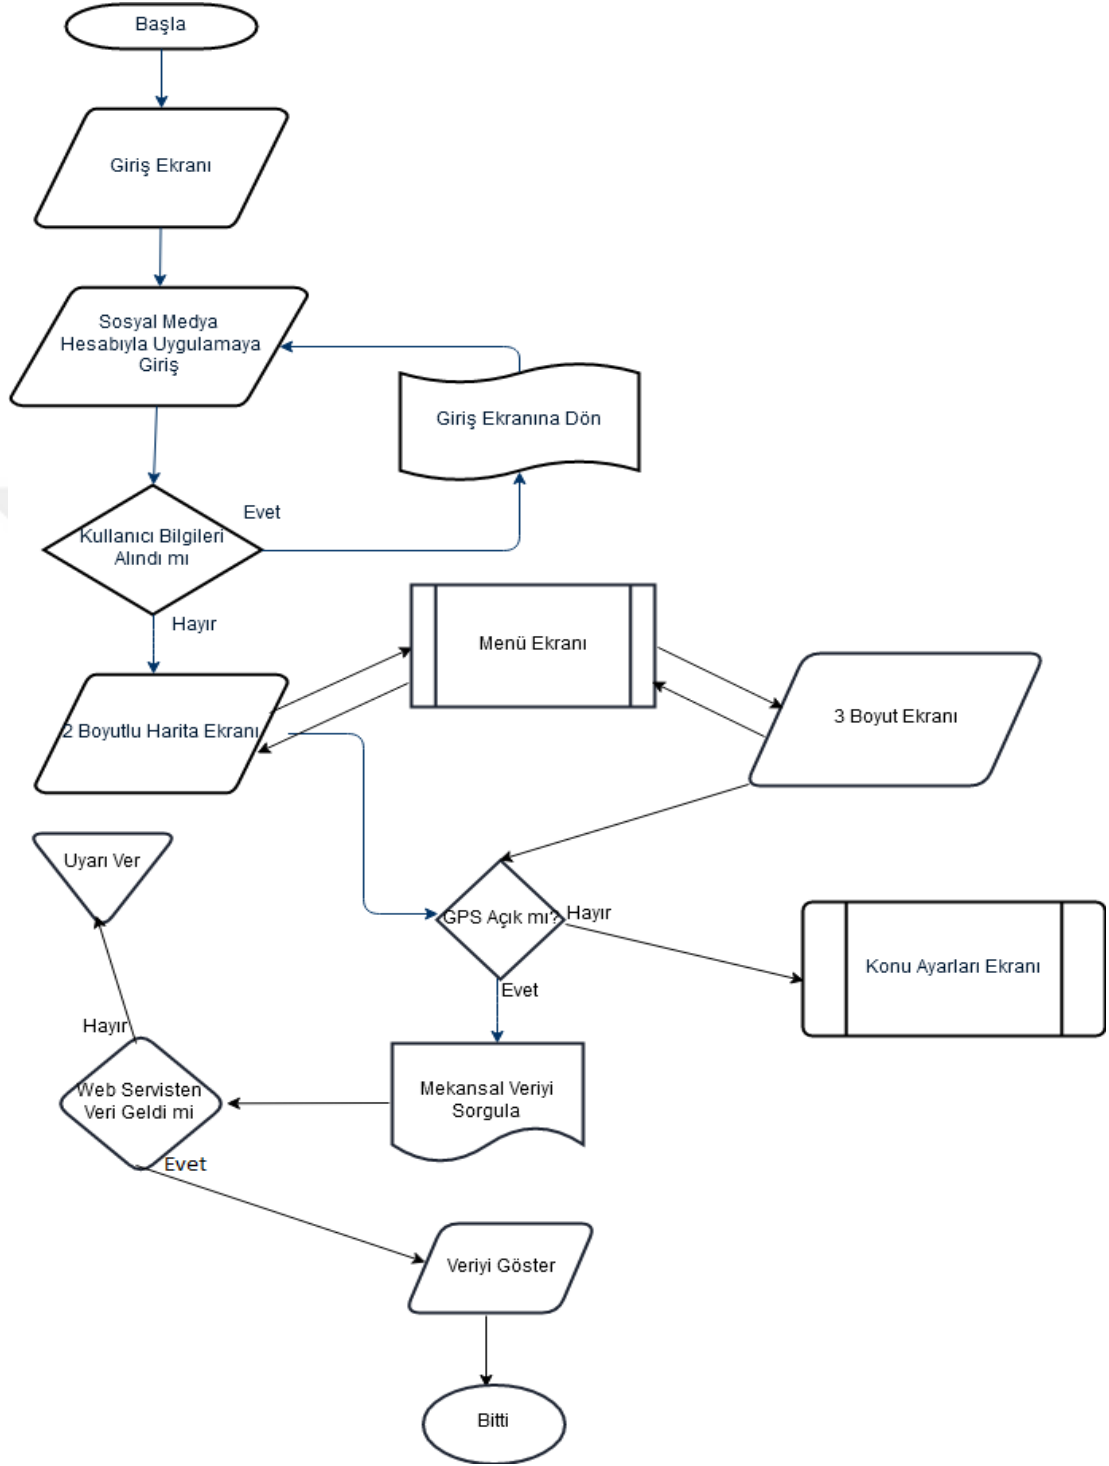 Başla
Giriş Ekranı
Sosyal Medya
Hesabıyla Uygulamaya
Giriş
Giriş Ekranına Dön
Evet
Kullanıcı Bilgileri
Alındı mı
Hayır
Menü Ekranı
2 Boyutlu Harita Ekranı
3 Boyut Ekranı
Uyarı Ver
GPS Açık mı?
Hayır
Konu Ayarları Ekranı
Evet
Hayır
Mekansal Veriyi
Sorgula
Web Servisten
Veri Geldi mi
Evet
Veriyi Göster
Bitti